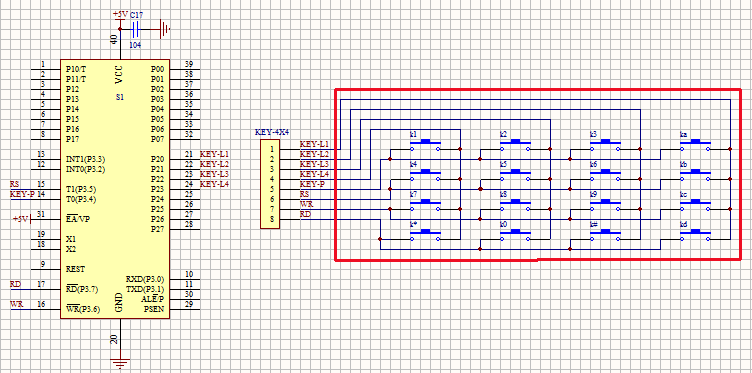 +5V C17
40
104
VCC
S1
1 P10/T P00 39
2 P11/T P01 38
3 P12 P02 37
4 P13 P03 36
5 P14 P04 35
6 P15 P05 34
7 P16 P06 33
8 P17 P07 32
13 INT1(P3.3) P20 21 KEY-L1
12 INT0(P3.2) P21 22 KEY-L2
P22 23 KEY-L3
RS 15 T1(P3.5) P23 24 KEY-L4
KEY-P 14 T0(P3.4) P24 25
P25 26
+5V 31 EA/VP P26 27
P27 28
19 X1
18 X2
9 REST
RXD(P3.0) 10
RD 17 RD(P3.7) TXD(P3.1) 11
ALE/P 30
WR 16 WR(P3.6) PSEN 29
GND
20
KEY-4X4
1 KEY-L1
2 KEY-L2
3 KEY-L3
4 KEY-L4
5 KEY-P
6 RS
7 WR
8 RD
k1 k2 k3 ka
k4 k5 k6 kb
k7 k8 k9 kc
k* k0 k# kd